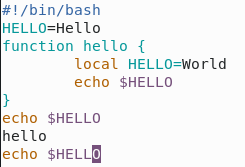 #!/bin/bash
HELLO=Hello
function hello {
        local HELLO=World
        echo $HELLO
}
echo $HELLO
hello
echo $HELLO